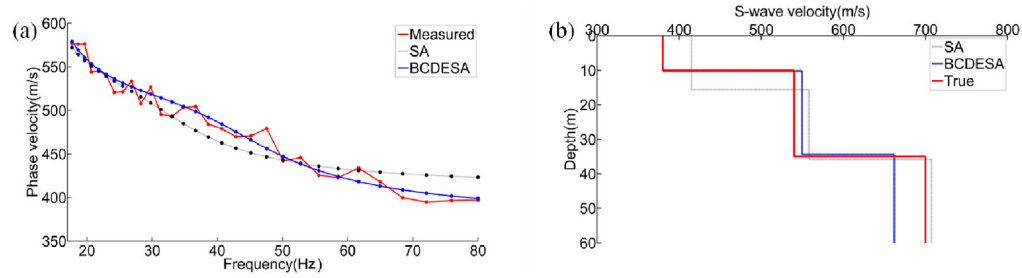 (a)
600
550
500
450
400
350
Phase velocity(m/s)
20 30 40 50 60 70 80
Frequency(Hz)
Measured
SA
BCDESA
(b)
S-wave velocity(m/s)
300 400 500 600 700 800
0
10
20
30
40
50
60
Depth(m)
SA
BCDESA
True